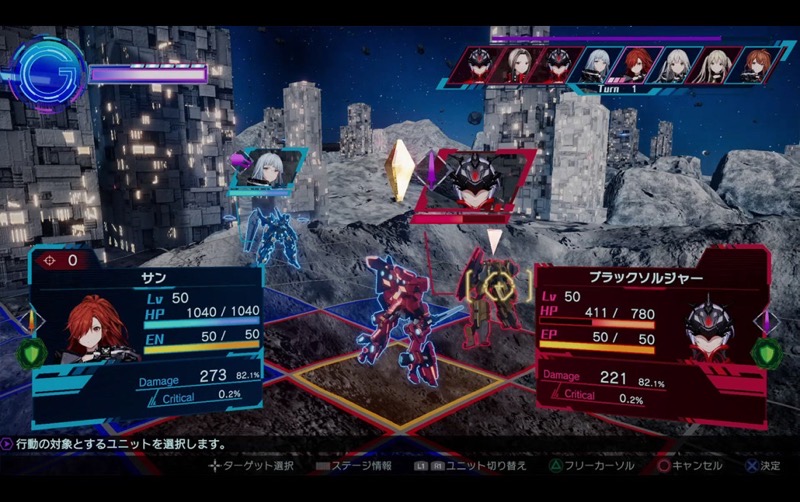 G
Turn 1
0
サン
Lv 50
HP 1040 / 1040
EN 50 / 50
Damage 273 82.1%
Critical 0.2%
ブラックソルジャー
Lv 50
HP 411 / 780
EP 50 / 50
Damage 221 82.1%
Critical 0.2%
行動の対象とするユニットを選択します。
ターゲット選択 ステージ情報 L1 R1 ユニット切り替え フリーカーソル キャンセル 決定